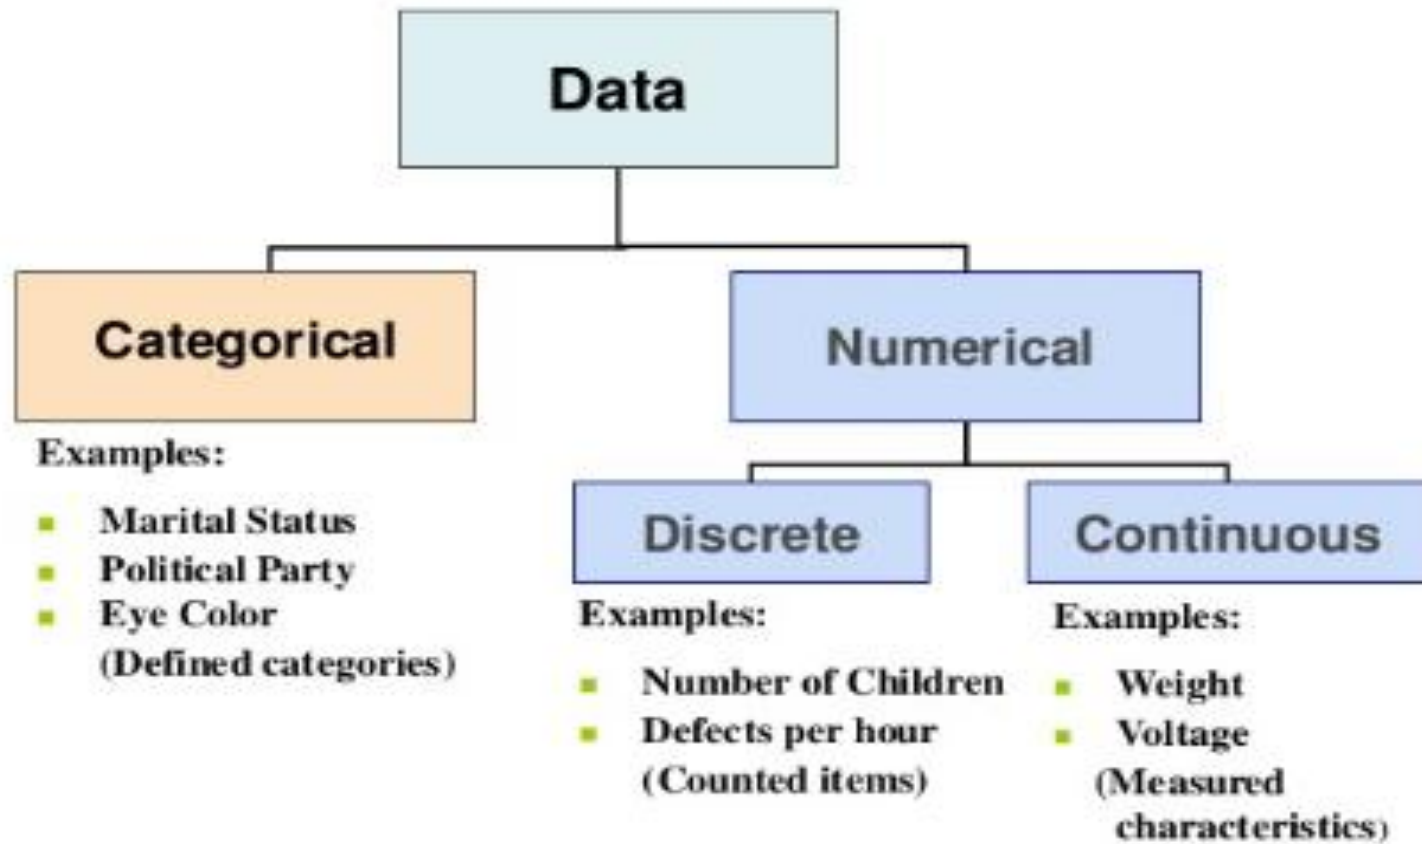 Data
Categorical
Numerical
Examples:
Marital Status
Political Party
Eye Color
(Defined categories)
Discrete
Continuous
Examples:
Number of Children
Defects per hour
(Counted items)
Examples:
Weight
Voltage
(Measured
characteristics)